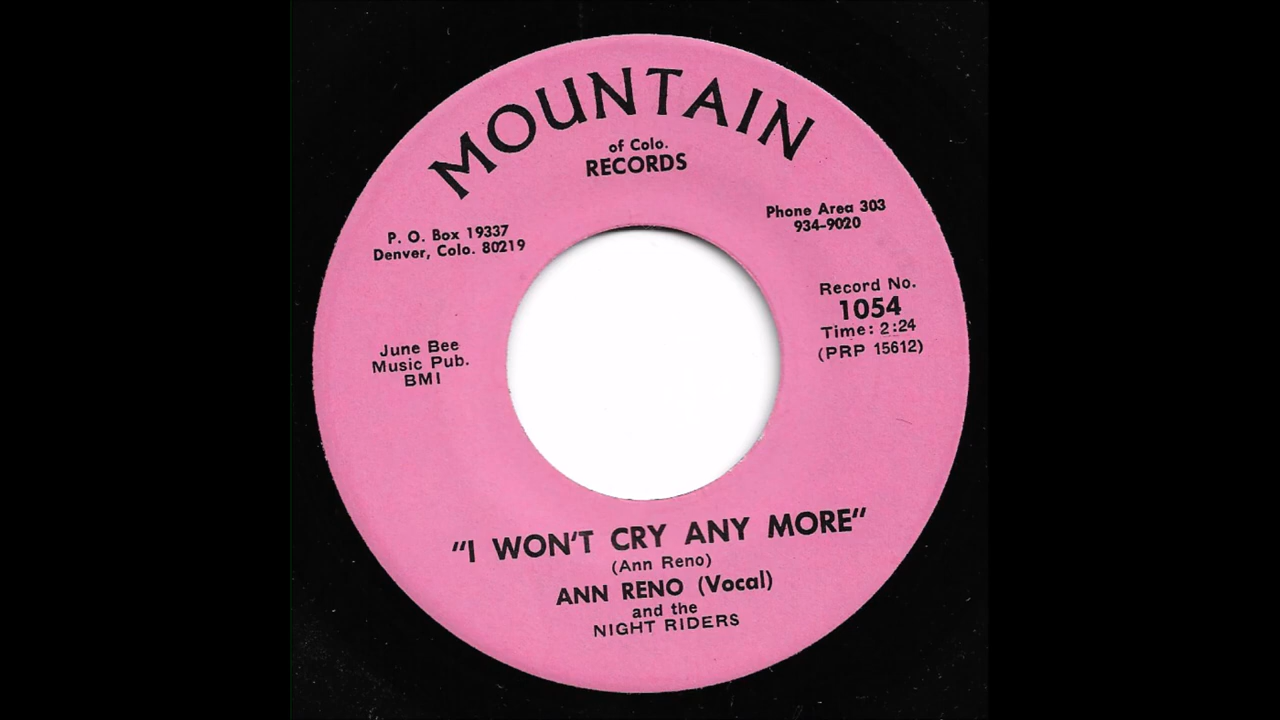 MOUNTAIN
of Colo.
RECORDS
P. O. Box 19337
Denver, Colo. 80219
Phone Area 303
934-9020
Record No.
1054
Time: 2:24
(PRP 15612)
June Bee
Music Pub.
BMI
"I WON'T CRY ANY MORE"
(Ann Reno)
ANN RENO (Vocal)
and the
NIGHT RIDERS